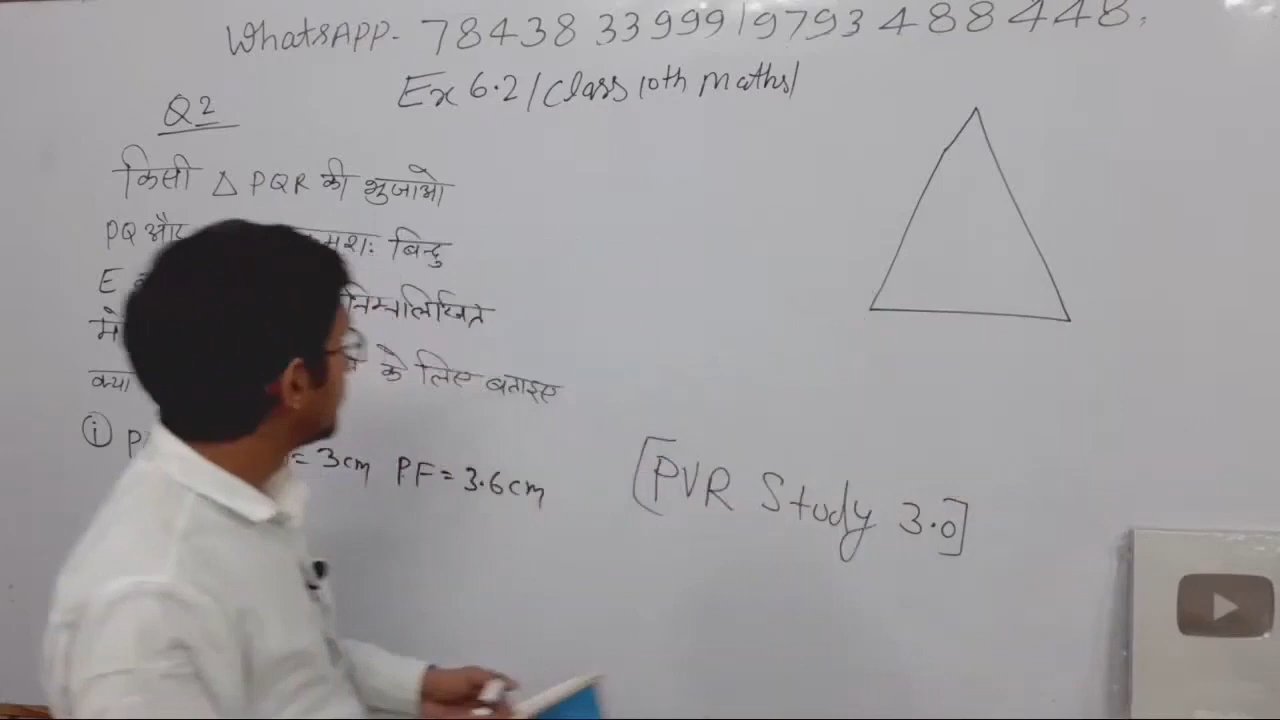 WhatsAPP- 78438 33999/9793488448,
Ex 6.2/Class 10th maths/
Q2
किसी △ PQR की भुजाओ
PQ और बिन्दु
E निम्नलिखित
मे
क्या के लिए बताइए
(i) P = 3cm PF = 3.6cm
[PVR Study 3.0]